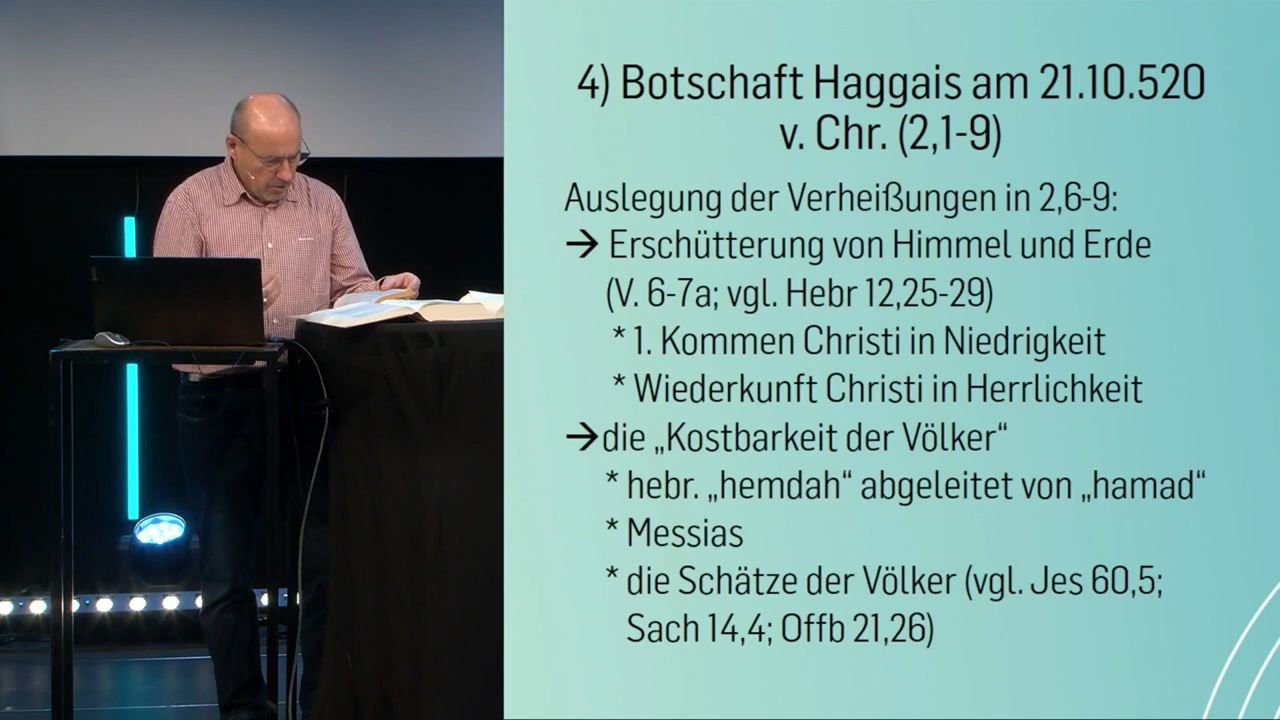 4) Botschaft Haggais am 21.10.520
v. Chr. (2,1-9)
Auslegung der Verheißungen in 2,6-9:
→ Erschütterung von Himmel und Erde
(V. 6-7a; vgl. Hebr 12,25-29)
* 1. Kommen Christi in Niedrigkeit
* Wiederkunft Christi in Herrlichkeit
→ die „Kostbarkeit der Völker“
* hebr. „hemdah“ abgeleitet von „hamad“
* Messias
* die Schätze der Völker (vgl. Jes 60,5;
Sach 14,4; Offb 21,26)